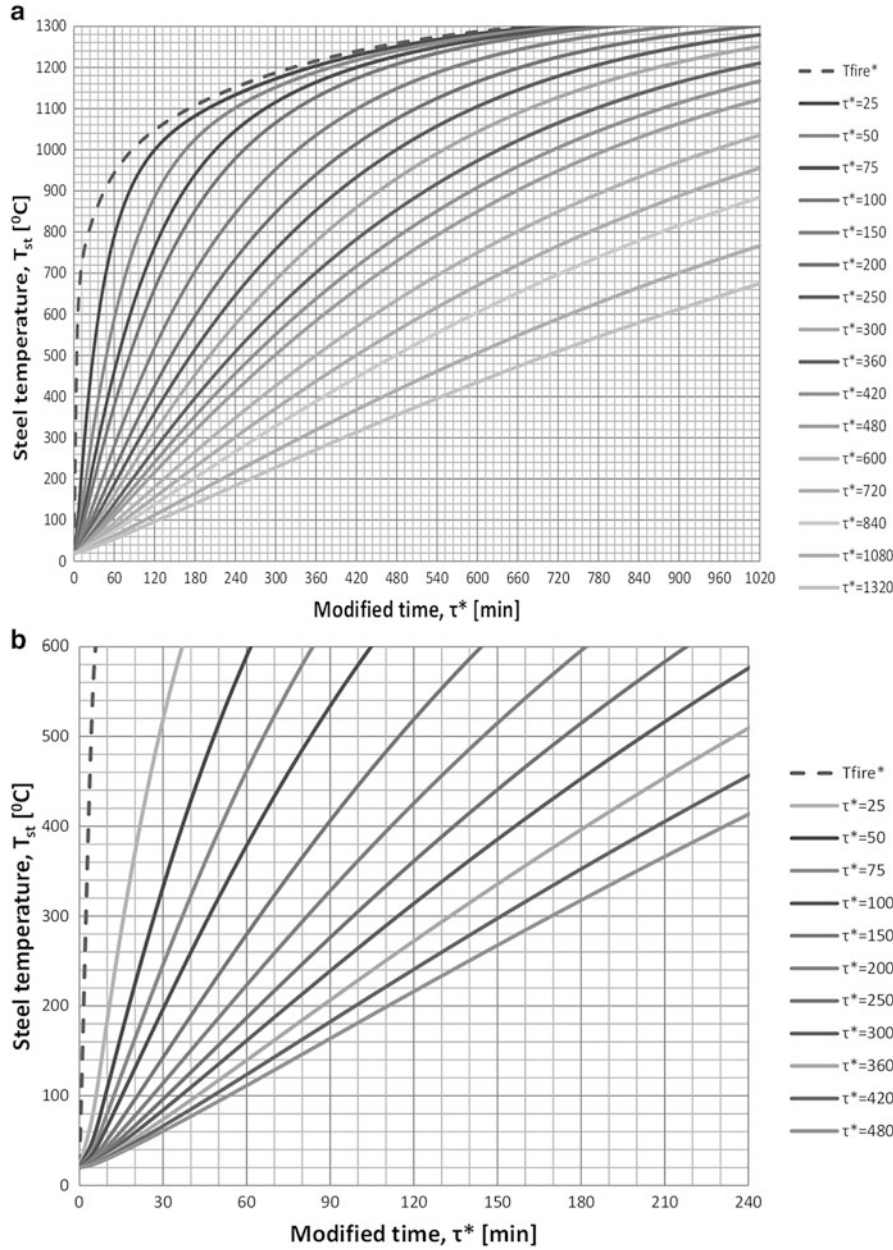 a
Steel temperature, Tst [⁰C]
1300
1200
1100
1000
900
800
700
600
500
400
300
200
100
0
0 60 120 180 240 300 360 420 480 540 600 660 720 780 840 900 960 1020
Modified time, τ* [min]
Tfire*
τ*=25
τ*=50
τ*=75
τ*=100
τ*=150
τ*=200
τ*=250
τ*=300
τ*=360
τ*=420
τ*=480
τ*=600
τ*=720
τ*=840
τ*=1080
τ*=1320
b
Steel temperature, Tst [⁰C]
600
500
400
300
200
100
0
0 30 60 90 120 150 180 210 240
Modified time, τ* [min]
Tfire*
τ*=25
τ*=50
τ*=75
τ*=100
τ*=150
τ*=200
τ*=250
τ*=300
τ*=360
τ*=420
τ*=480